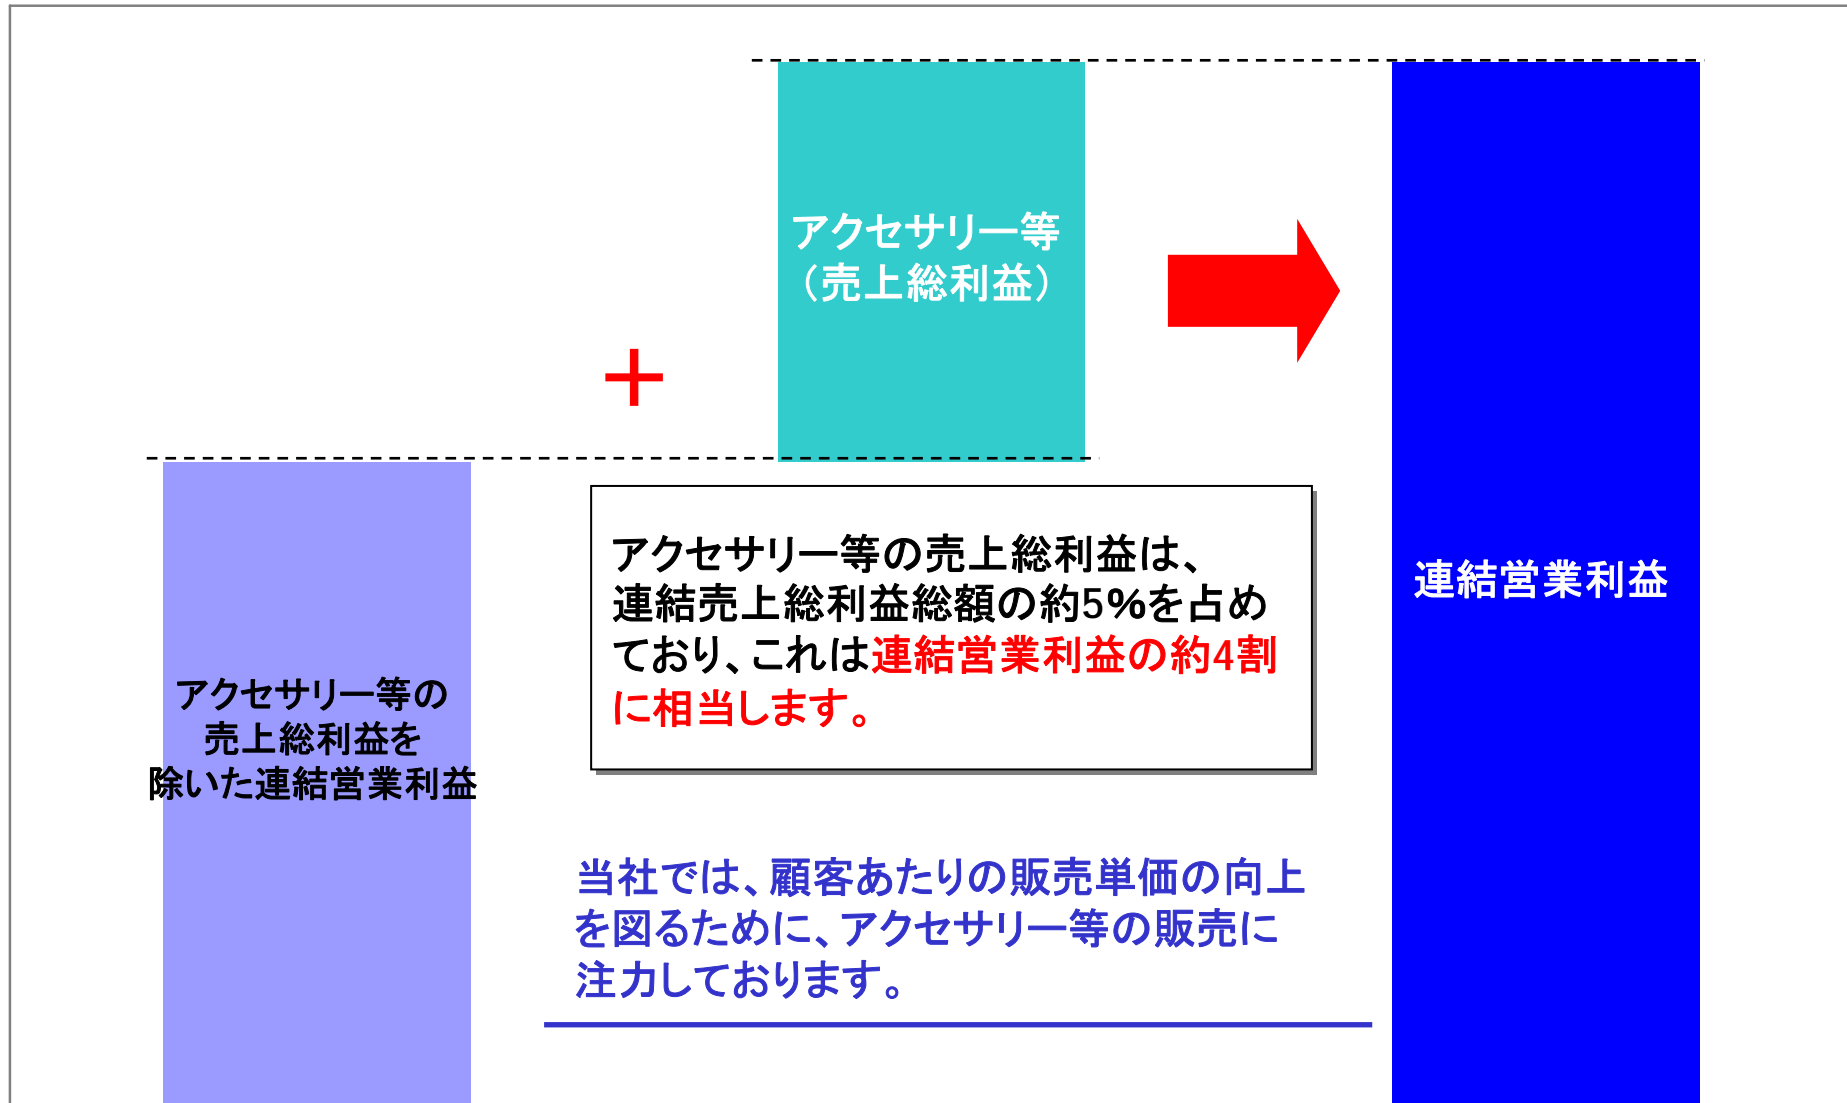 アクセサリー等
（売上総利益）
＋
アクセサリー等の売上総利益は、
連結売上総利益総額の約5%を占め
ており、これは連結営業利益の約4割
に相当します。
連結営業利益
アクセサリー等の
売上総利益を
除いた連結営業利益
当社では、顧客あたりの販売単価の向上
を図るために、アクセサリー等の販売に
注力しております。